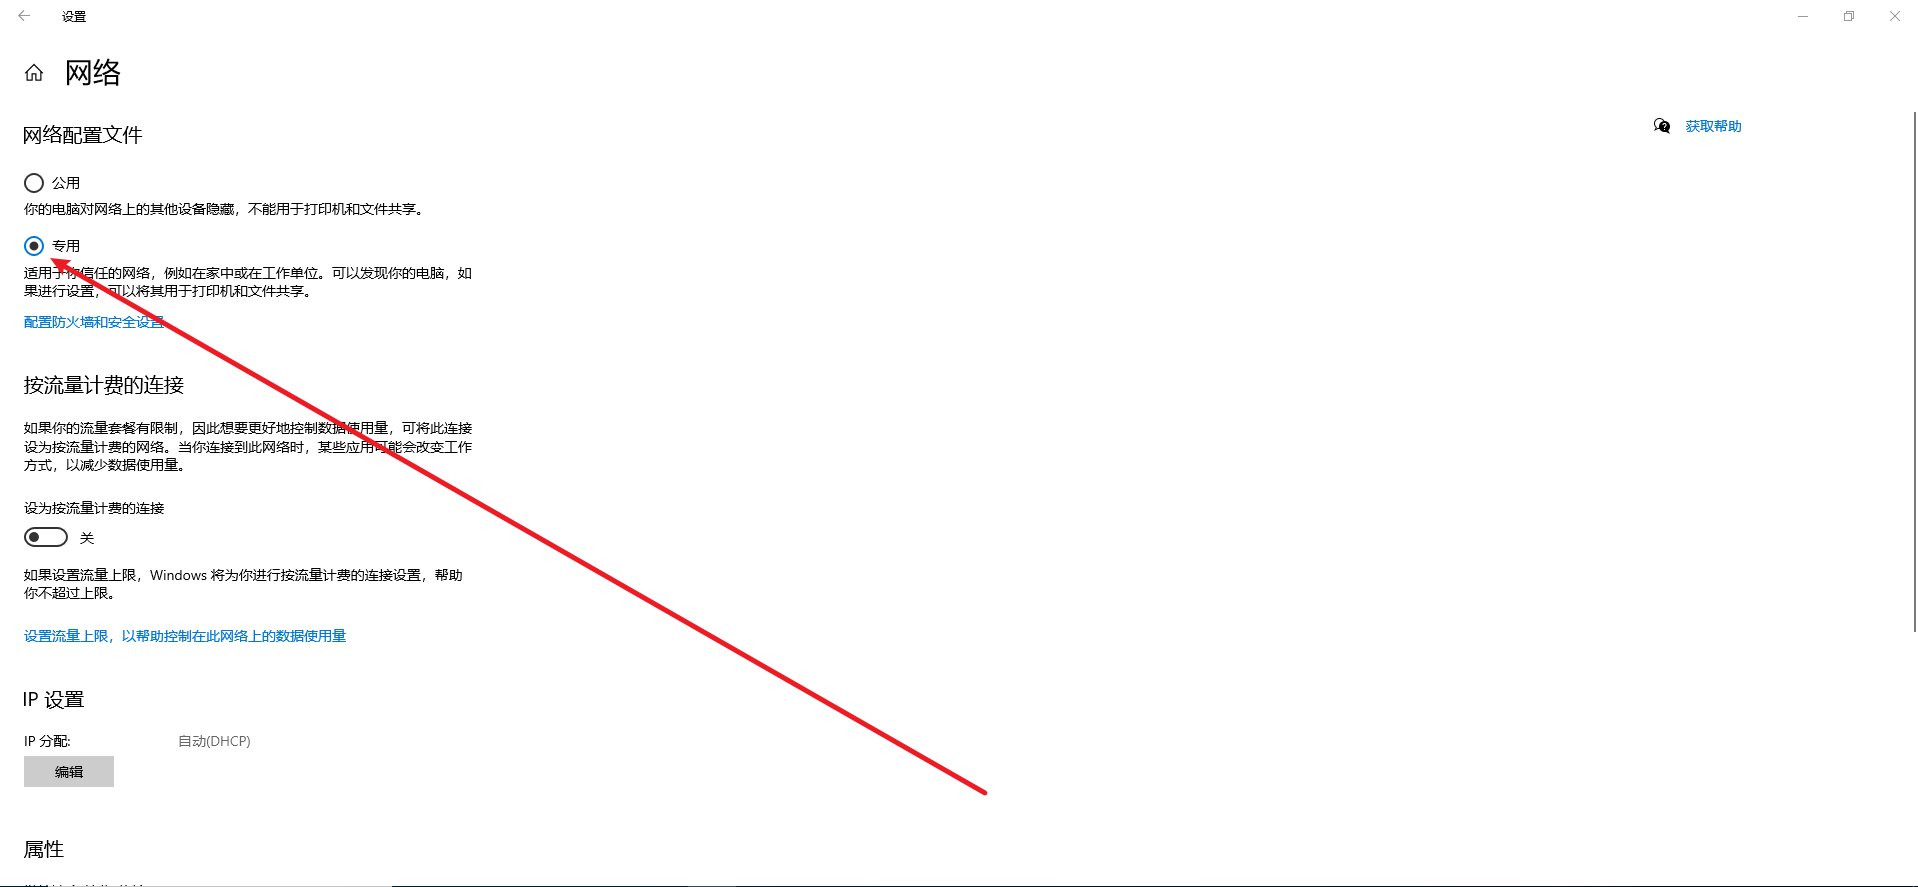 设置
网络
网络配置文件
获取帮助
公用
你的电脑对网络上的其他设备隐藏，不能用于打印机和文件共享。
专用
适用于你信任的网络，例如在家中或在工作单位。可以发现你的电脑，如
果进行设置，可以将其用于打印机和文件共享。
配置防火墙和安全设置
按流量计费的连接
如果你的流量套餐有限制，因此想要更好地控制数据使用量，可将此连接
设为按流量计费的网络。当你连接到此网络时，某些应用可能会改变工作
方式，以减少数据使用量。
设为按流量计费的连接
关
如果设置流量上限，Windows 将为你进行按流量计费的连接设置，帮助
你不超过上限。
设置流量上限，以帮助控制在此网络上的数据使用量
IP 设置
IP 分配: 自动(DHCP)
编辑
属性